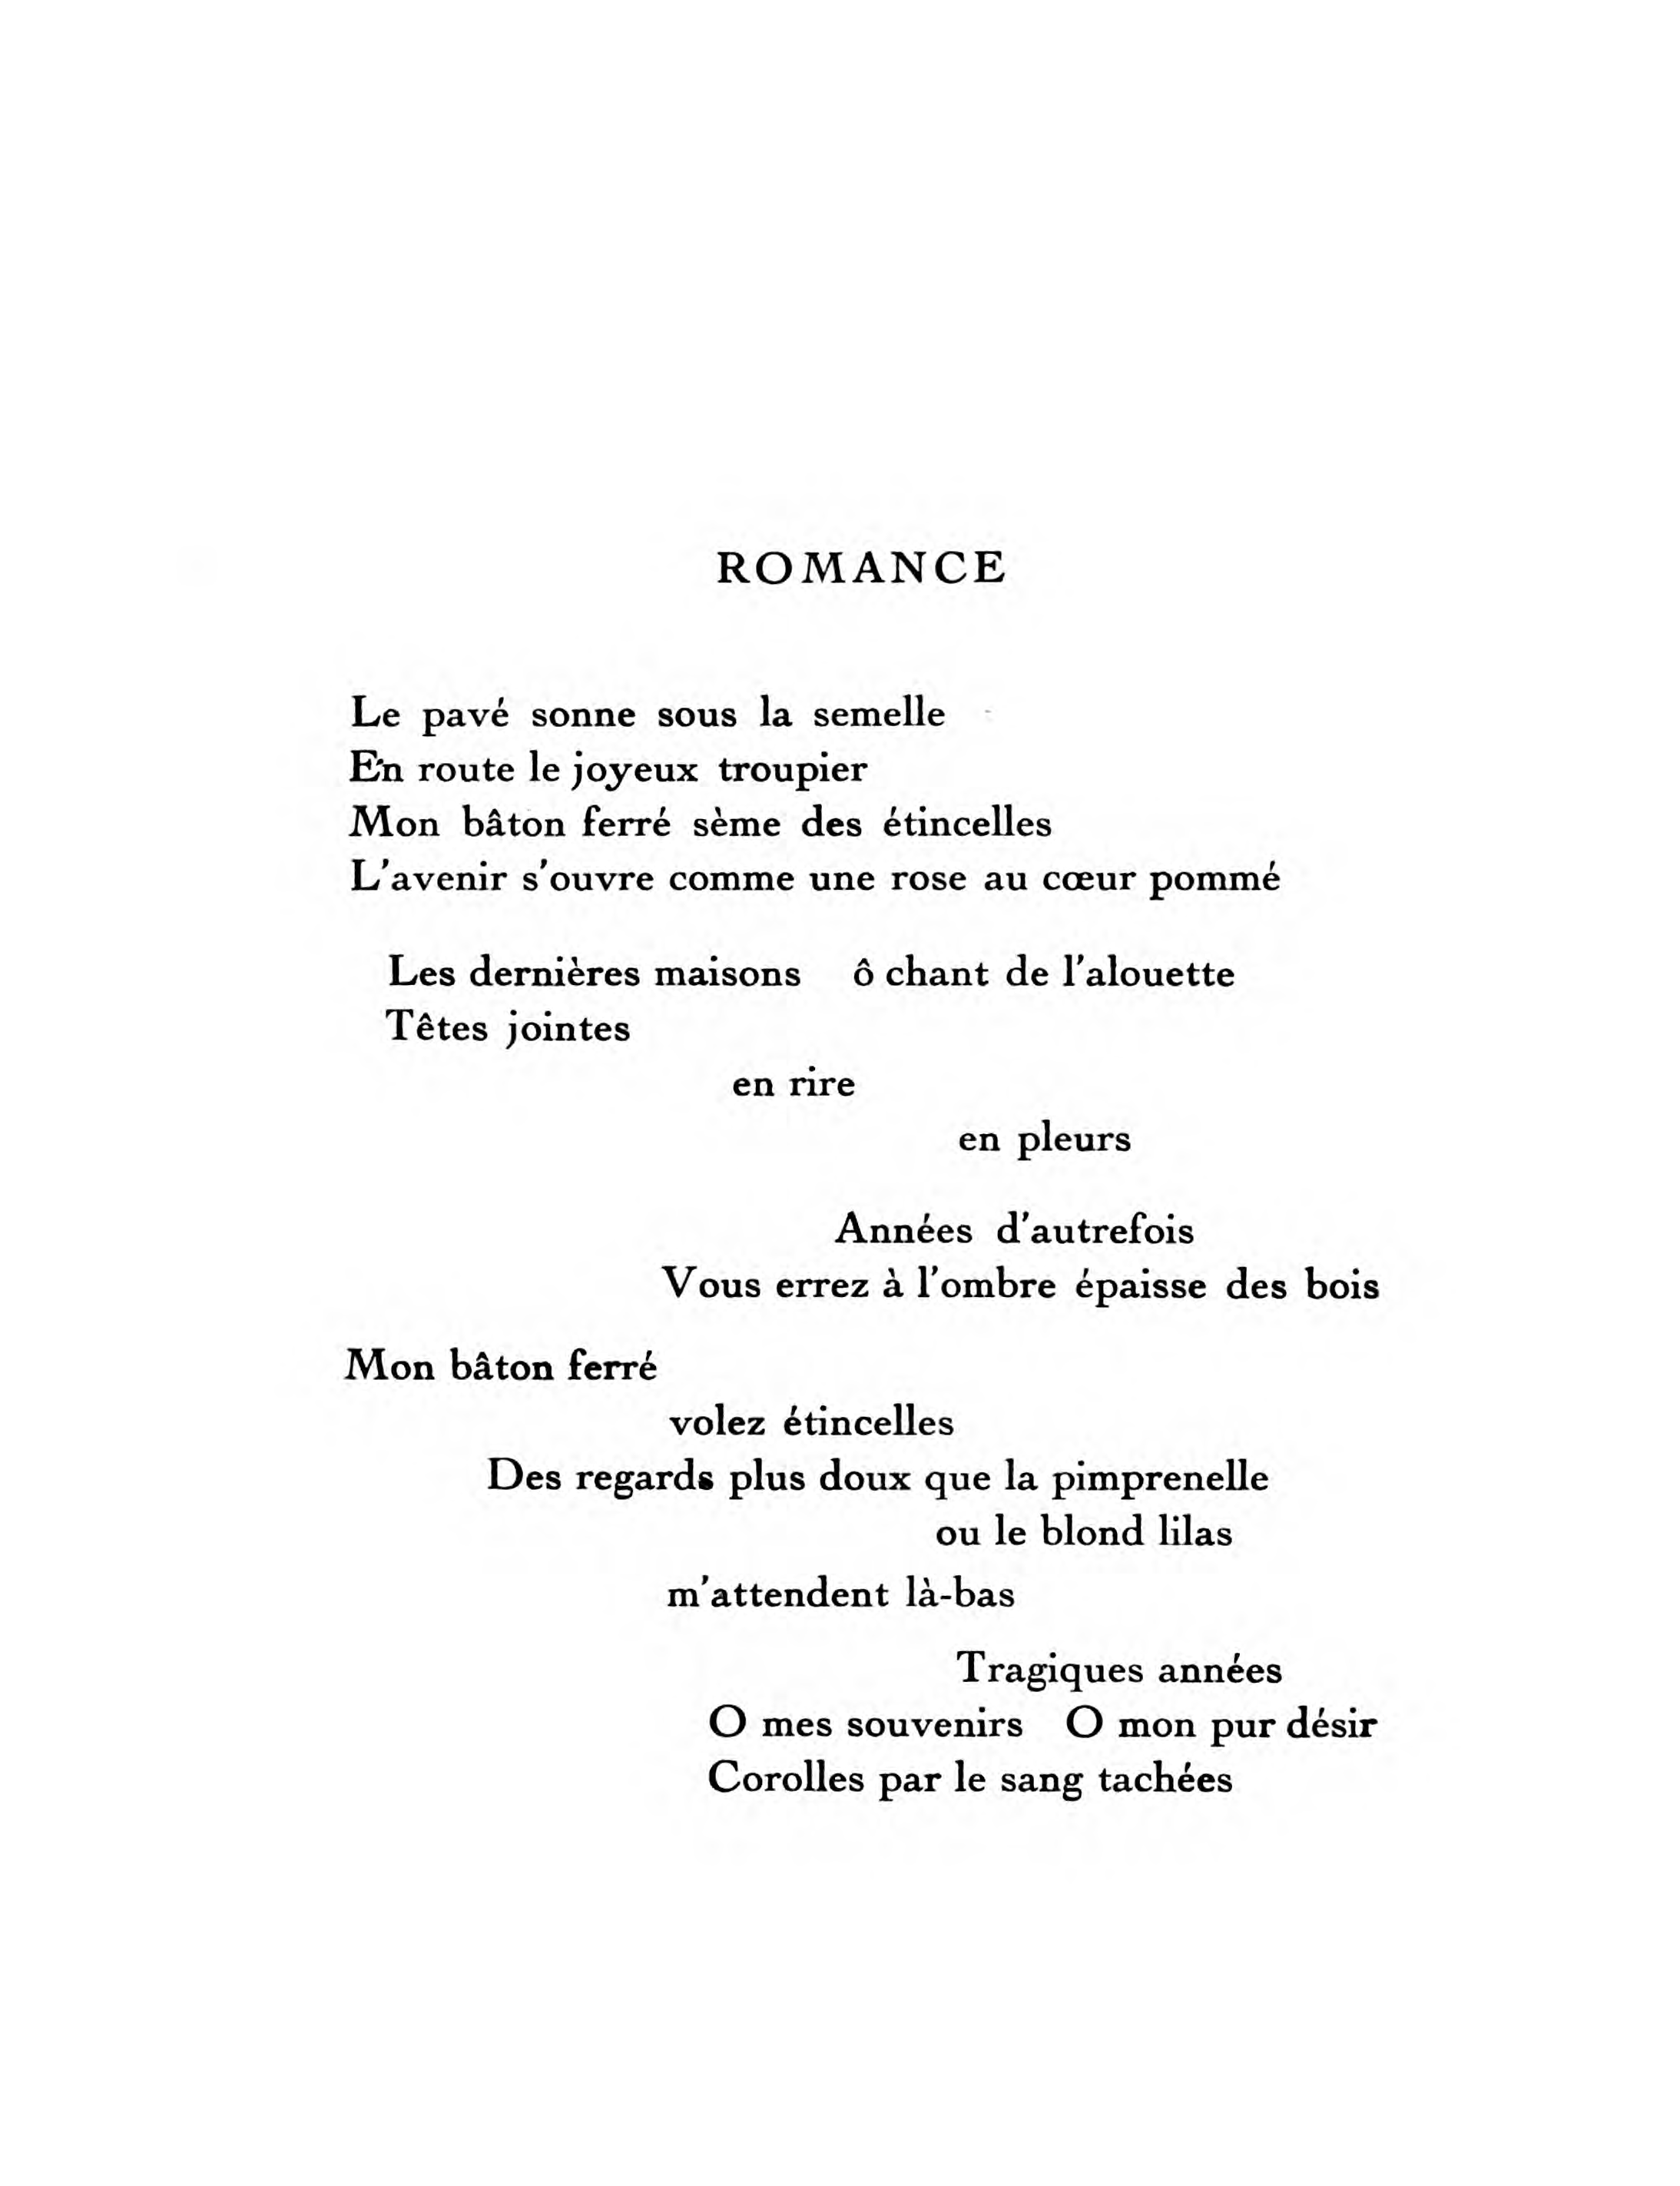 ROMANCE
Le pavé sonne sous la semelle
En route le joyeux troupier
Mon bâton ferré sème des étincelles
L'avenir s'ouvre comme une rose au cœur pommé
Les dernières maisons ô chant de l'alouette
Têtes jointes
en rire
en pleurs
Années d'autrefois
Vous errez à l'ombre épaisse des bois
Mon bâton ferré
volez étincelles
Des regards plus doux que la pimprenelle
ou le blond lilas
m'attendent là-bas
Tragiques années
O mes souvenirs O mon pur désir
Corolles par le sang tachées